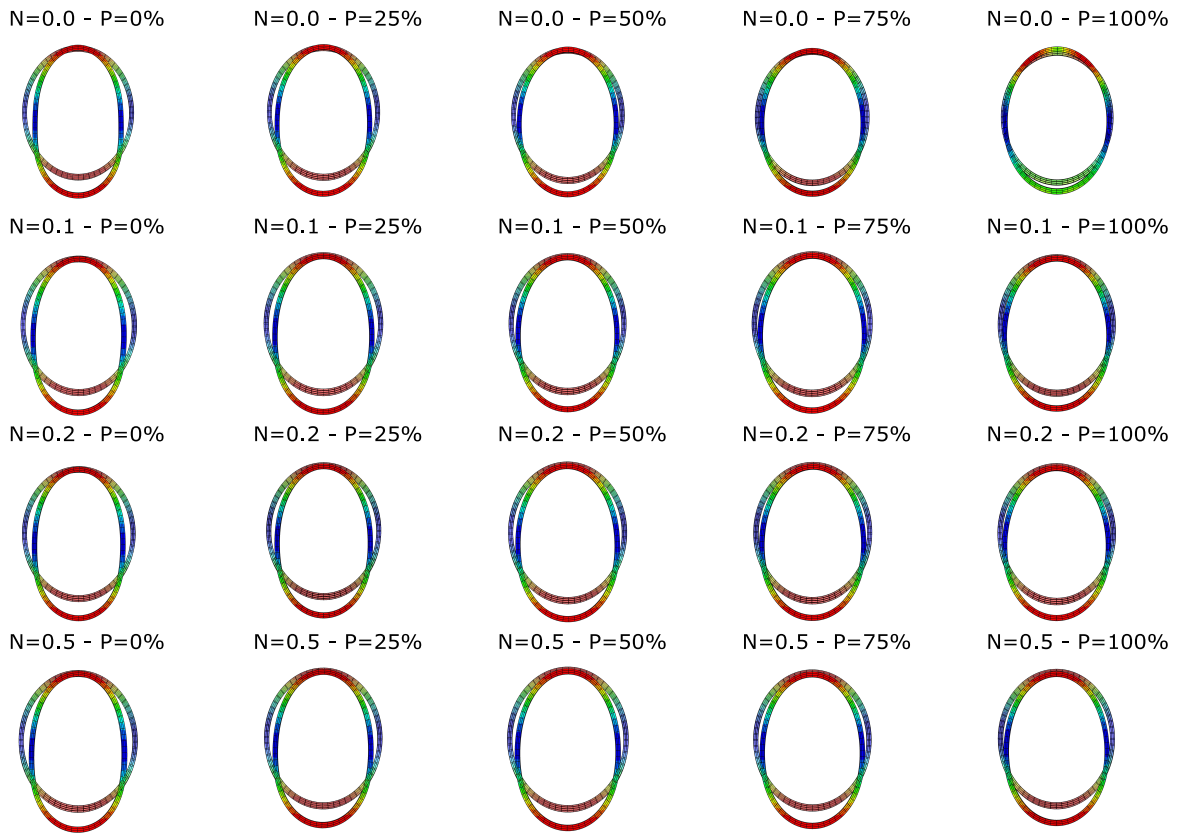 N=0.0 - P=0% N=0.0 - P=25% N=0.0 - P=50% N=0.0 - P=75% N=0.0 - P=100%
N=0.1 - P=0% N=0.1 - P=25% N=0.1 - P=50% N=0.1 - P=75% N=0.1 - P=100%
N=0.2 - P=0% N=0.2 - P=25% N=0.2 - P=50% N=0.2 - P=75% N=0.2 - P=100%
N=0.5 - P=0% N=0.5 - P=25% N=0.5 - P=50% N=0.5 - P=75% N=0.5 - P=100%